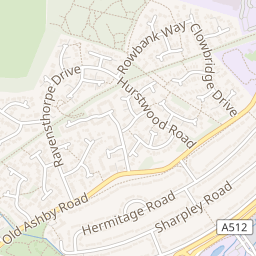 Rowbank Way
Clowbridge Drive
Ravensthorpe Drive
Hurstwood Road
Old Ashby Road
Hermitage Road
Sharpley Road
A512